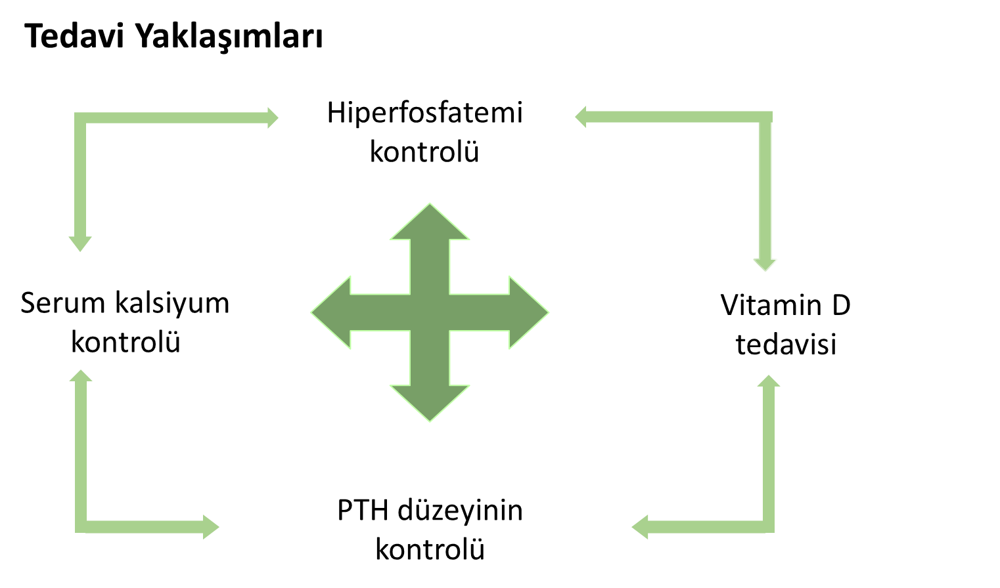 Tedavi Yaklaşımları
Hiperfosfatemi
kontrolü
Serum kalsiyum
kontrolü
Vitamin D
tedavisi
PTH düzeyinin
kontrolü